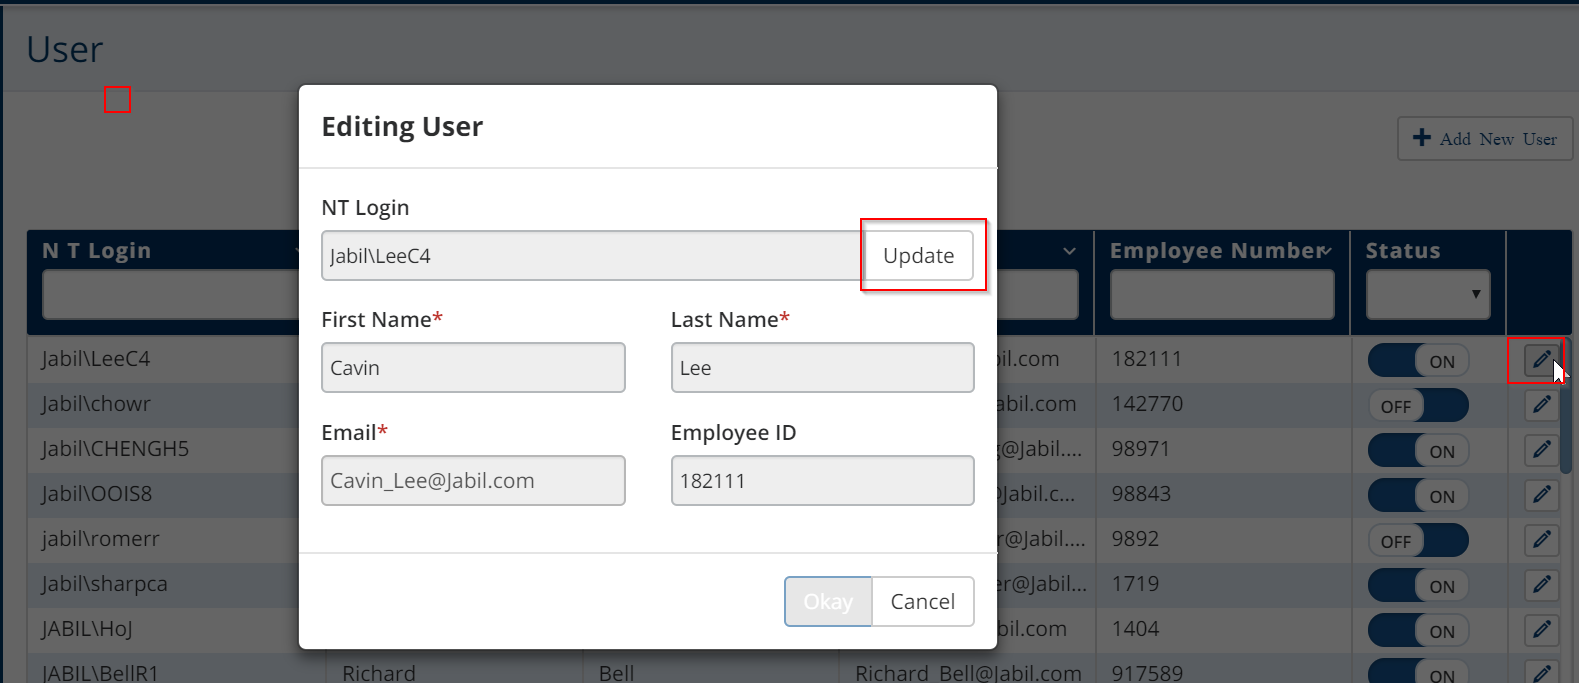 User
Add New User
Editing User
NT Login
Jabil\LeeC4
Update
First Name*
Last Name*
Cavin
Lee
Email*
Employee ID
Cavin_Lee@Jabil.com
182111
Okay
Cancel
N T Login
Employee Number
Status
Jabil\LeeC4 bil.com 182111 ON
Jabil\chowr abil.com 142770 OFF
Jabil\CHENGH5 g@Jabil.... 98971 ON
Jabil\OOIS8 @Jabil.c... 98843 ON
jabil\romerr r@Jabil.... 9892 OFF
Jabil\sharpca er@Jabil... 1719 ON
JABIL\HoJ bil.com 1404 ON
JABIL\BellR1 Richard Bell Richard_Bell@Jabil.com 917589 ON